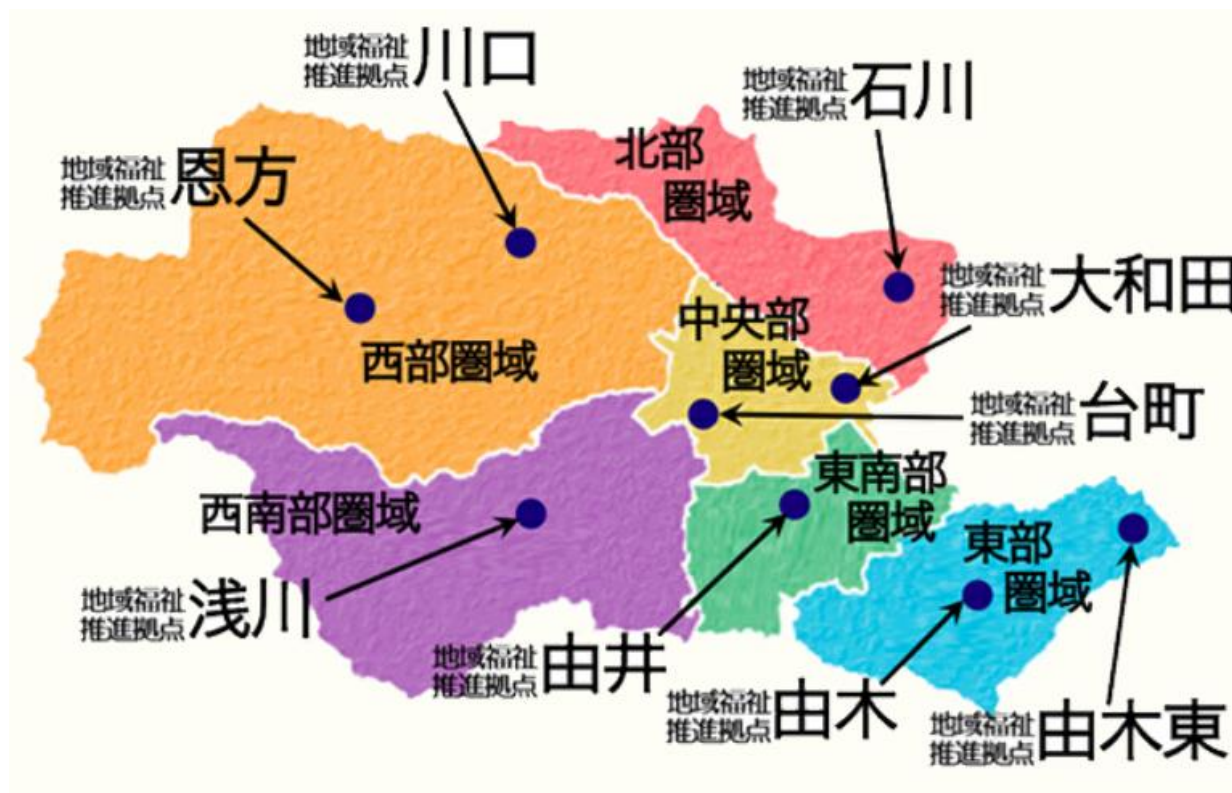 地域福祉
推進拠点 川口
地域福祉
推進拠点 石川
地域福祉
推進拠点 恩方
北部
圏域
地域福祉
推進拠点 大和田
中央部
圏域
西部圏域
地域福祉
推進拠点 台町
東南部
圏域
西南部圏域
東部
圏域
地域福祉
推進拠点 浅川
地域福祉
推進拠点 由井
地域福祉
推進拠点 由木
地域福祉
推進拠点 由木東